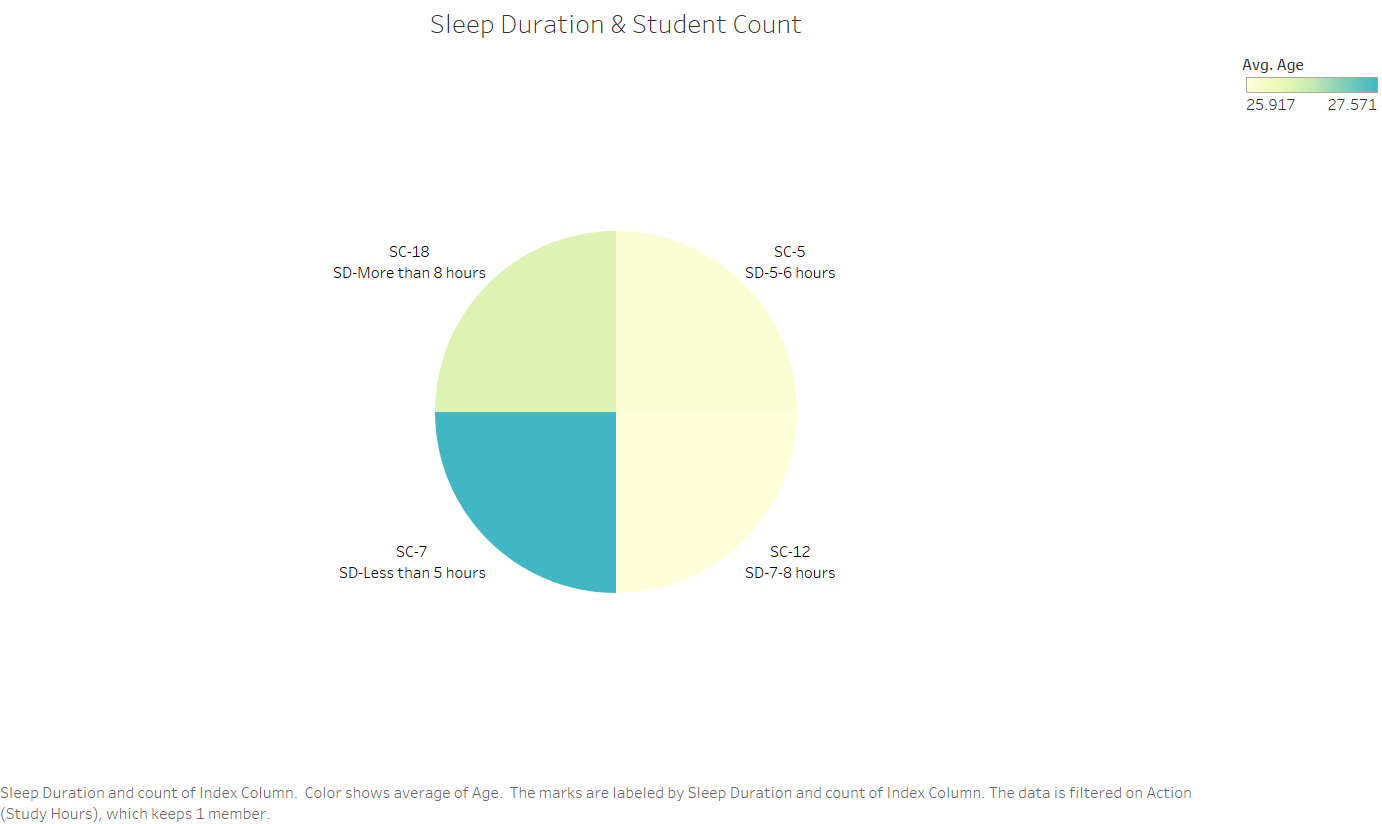 Sleep Duration & Student Count
Avg. Age
25.917 27.571
SC-18
SD-More than 8 hours
SC-5
SD-5-6 hours
SC-7
SD-Less than 5 hours
SC-12
SD-7-8 hours
Sleep Duration and count of Index Column.  Color shows average of Age.  The marks are labeled by Sleep Duration and count of Index Column. The data is filtered on Action
(Study Hours), which keeps 1 member.